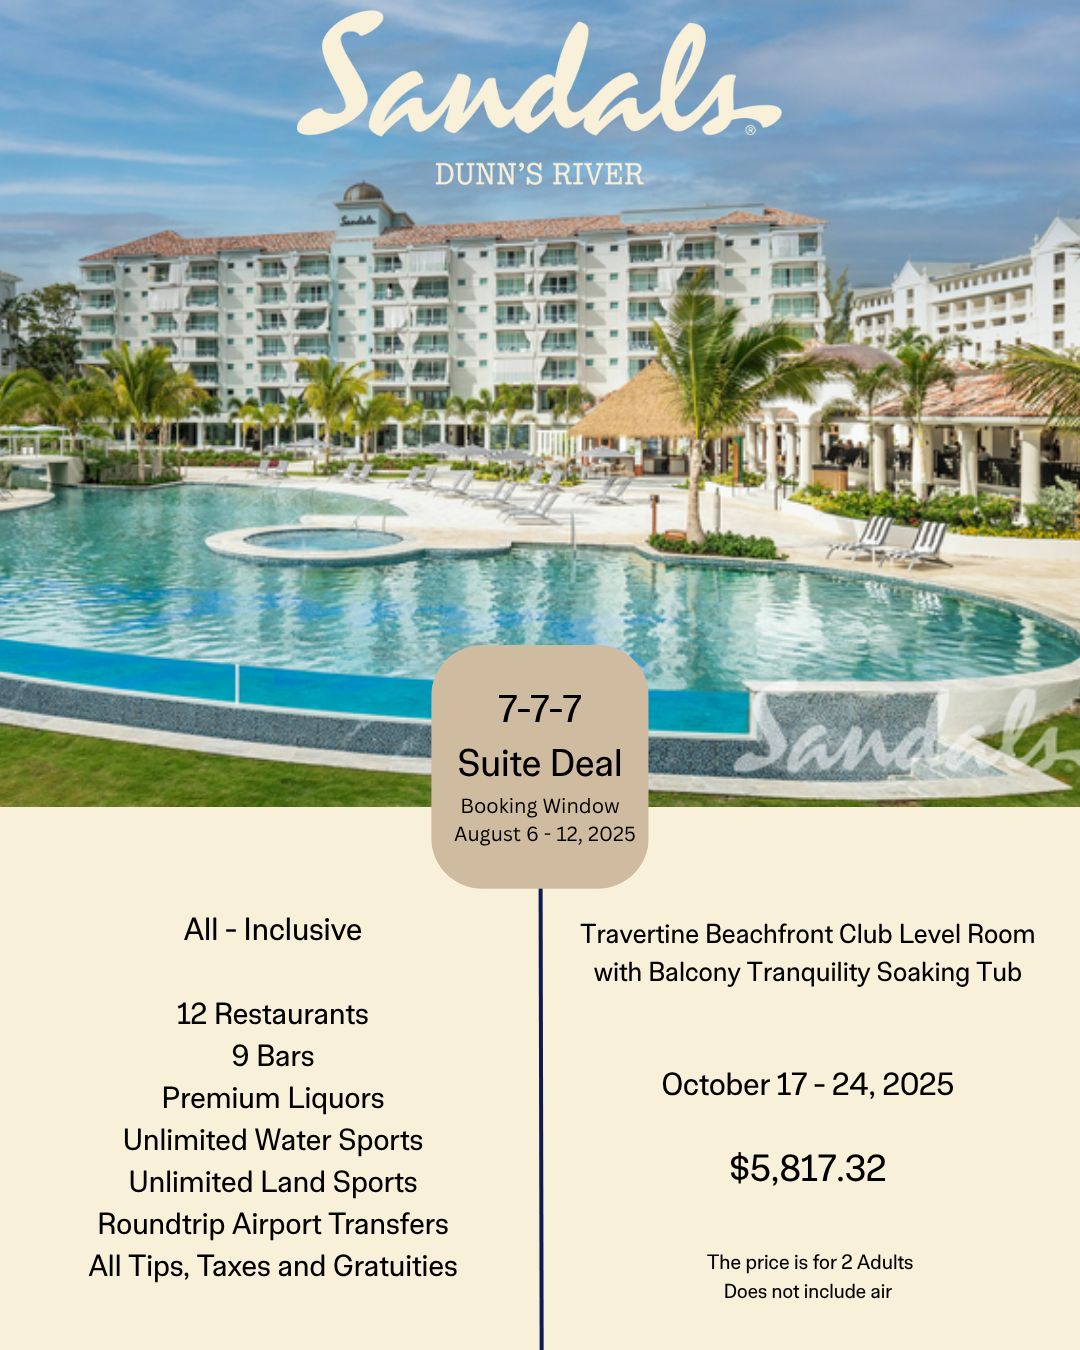 Sandals®
DUNN'S RIVER
Sandals
7-7-7
Suite Deal
Booking Window
August 6 - 12, 2025
Sandals
All - Inclusive
12 Restaurants
9 Bars
Premium Liquors
Unlimited Water Sports
Unlimited Land Sports
Roundtrip Airport Transfers
All Tips, Taxes and Gratuities
Travertine Beachfront Club Level Room
with Balcony Tranquility Soaking Tub
October 17 - 24, 2025
$5,817.32
The price is for 2 Adults
Does not include air